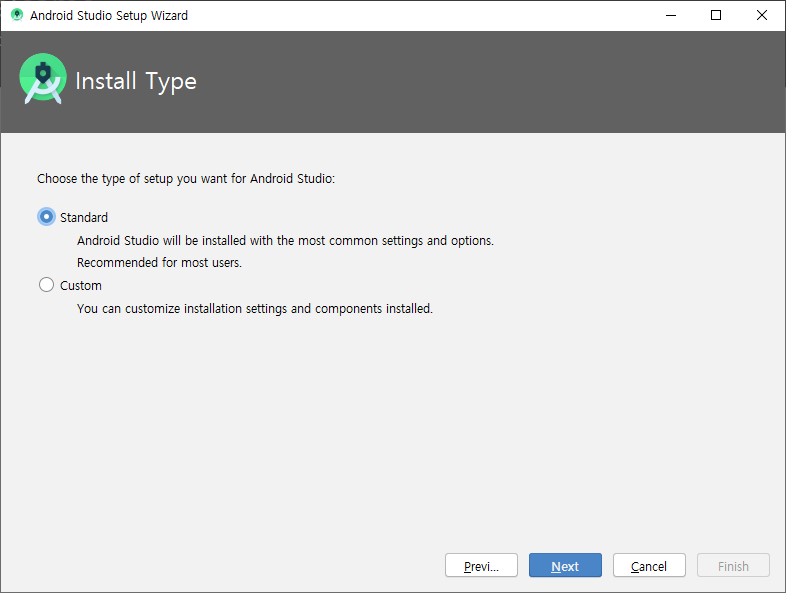 Android Studio Setup Wizard
Install Type
Choose the type of setup you want for Android Studio:
Standard
Android Studio will be installed with the most common settings and options.
Recommended for most users.
Custom
You can customize installation settings and components installed.
Previ... Next Cancel Finish